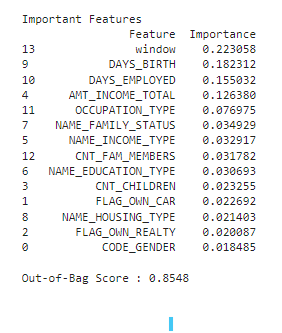 Important Features
Feature Importance
13 window 0.223058
9 DAYS_BIRTH 0.182312
10 DAYS_EMPLOYED 0.155032
4 AMT_INCOME_TOTAL 0.126380
11 OCCUPATION_TYPE 0.076975
7 NAME_FAMILY_STATUS 0.034929
5 NAME_INCOME_TYPE 0.032917
12 CNT_FAM_MEMBERS 0.031782
6 NAME_EDUCATION_TYPE 0.030693
3 CNT_CHILDREN 0.023255
1 FLAG_OWN_CAR 0.022692
8 NAME_HOUSING_TYPE 0.021403
2 FLAG_OWN_REALTY 0.020087
0 CODE_GENDER 0.018485
Out-of-Bag Score : 0.8548